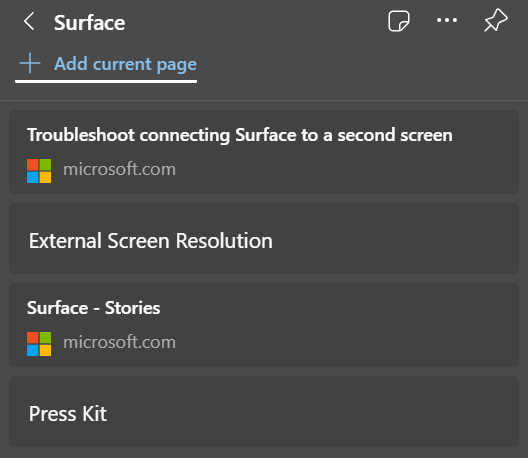 Surface
Add current page
Troubleshoot connecting Surface to a second screen
microsoft.com
External Screen Resolution
Surface - Stories
microsoft.com
Press Kit